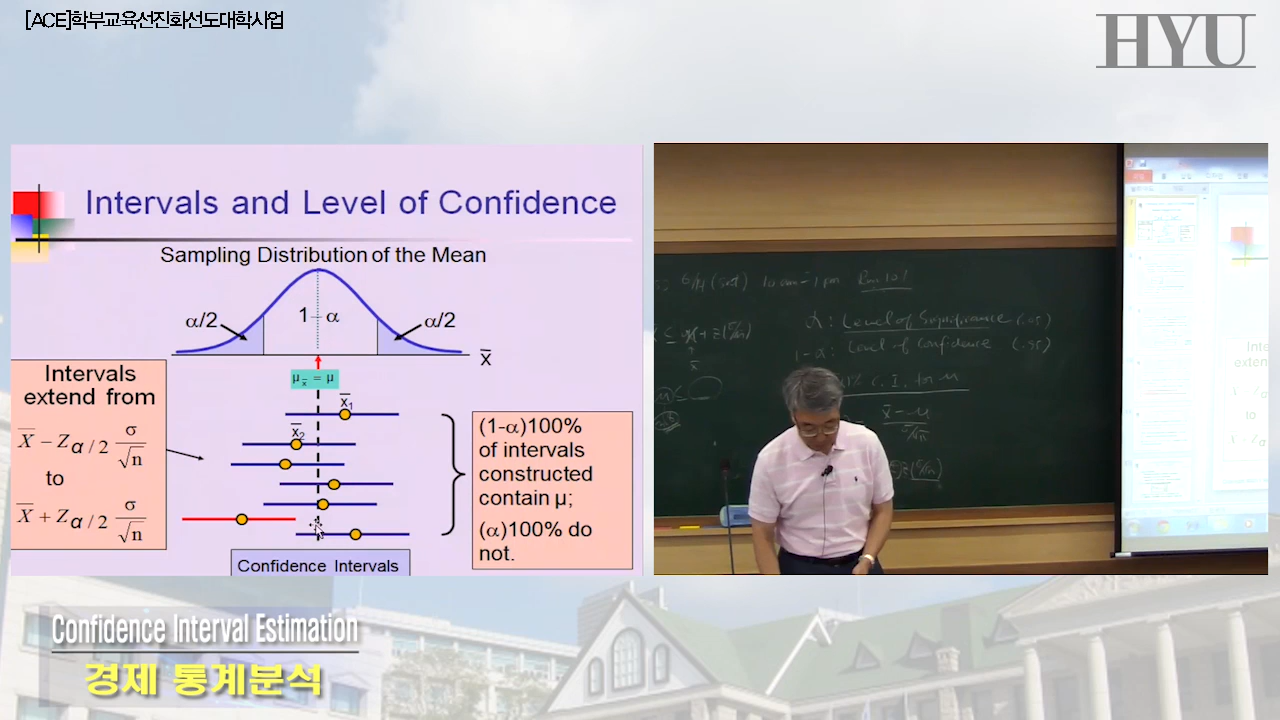 [ACE]학부교육선진화선도대학사업
HYU
Intervals and Level of Confidence
Sampling Distribution of the Mean
α/2
1 – α
α/2
x̅
μx̅ = μ
Intervals
extend from
X̅ − Zα/2 σ/√n
to
X̅ + Zα/2 σ/√n
x̅1
x̅2
(1-α)100%
of intervals
constructed
contain μ;
(α)100% do
not.
Confidence Intervals
α: Level of Significance (.05)
1-α: Level of Confidence (.95)
C.I. for μ
Confidence Interval Estimation
경제 통계분석